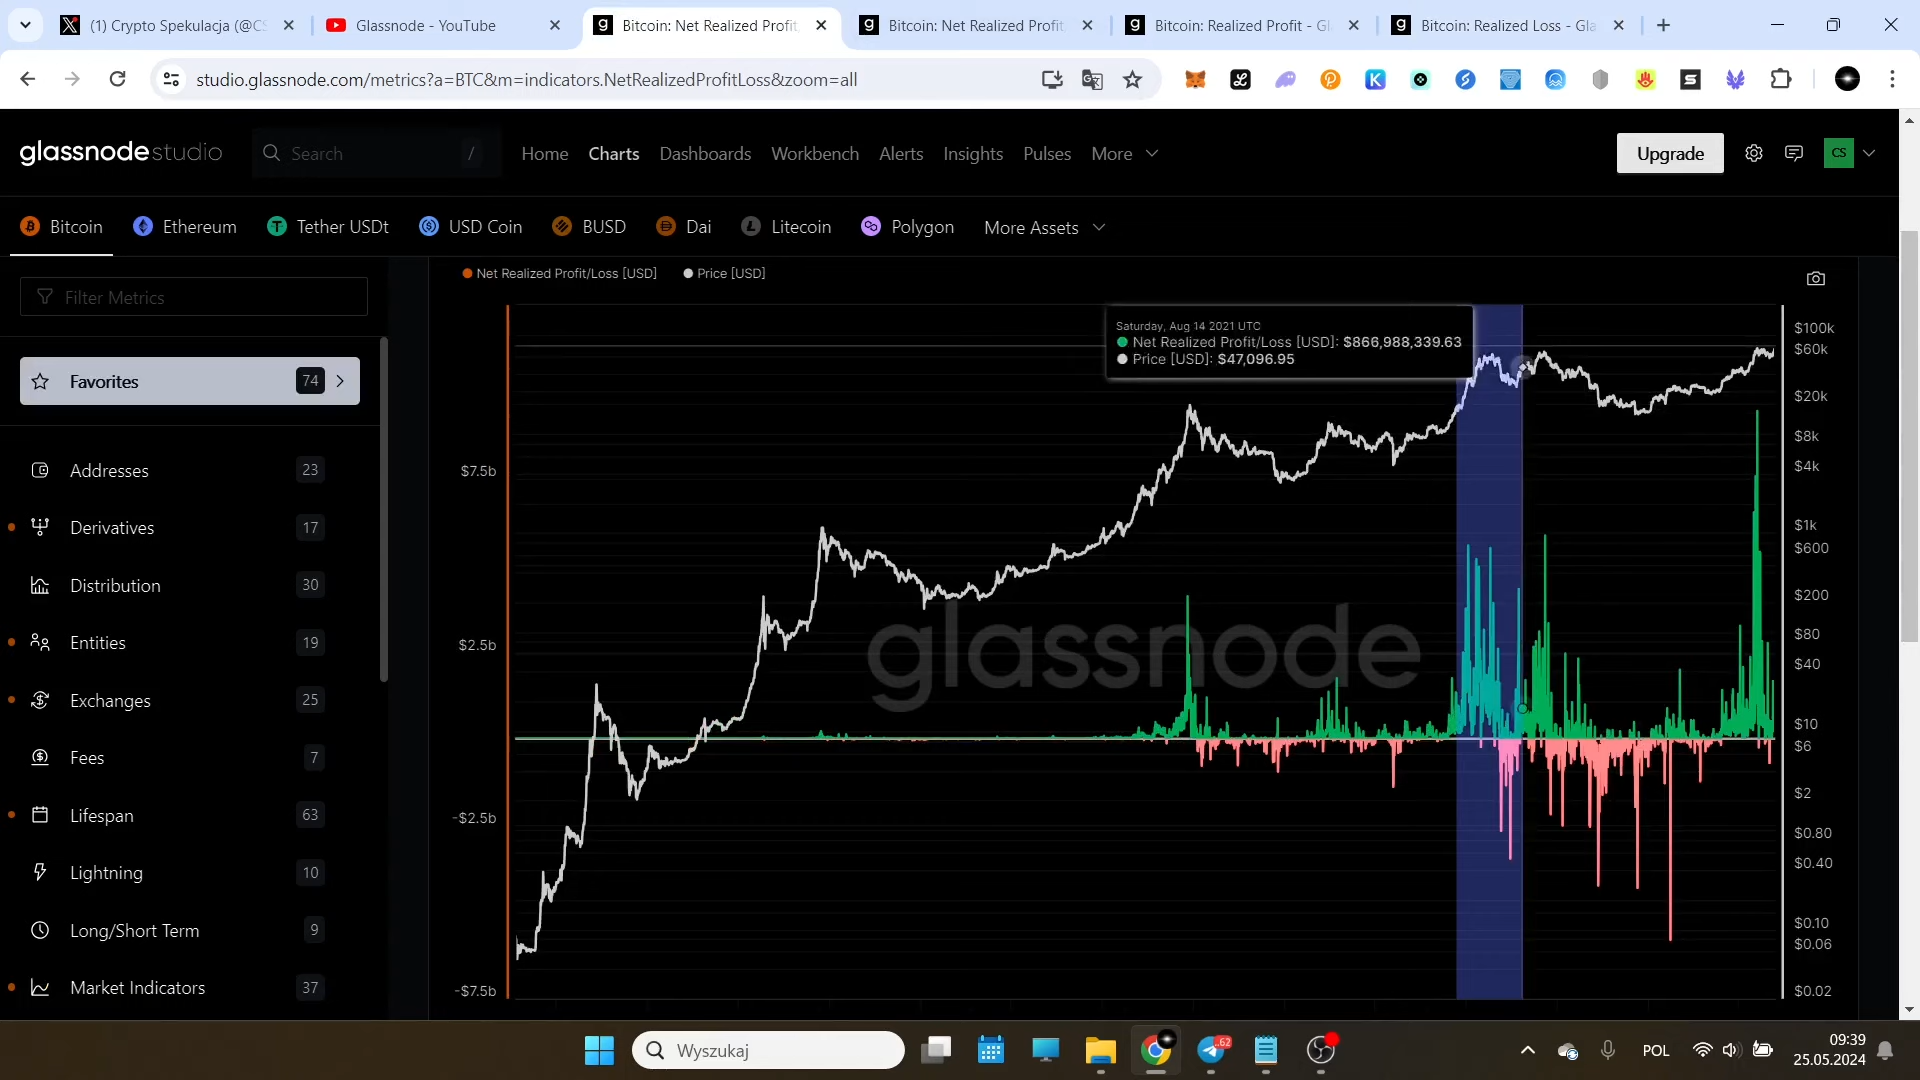 (1) Crypto Spekulacja (@CS
Glassnode - YouTube
Bitcoin: Net Realized Profit
Bitcoin: Net Realized Profit
Bitcoin: Realized Profit - Gl
Bitcoin: Realized Loss - Gla
studio.glassnode.com/metrics?a=BTC&m=indicators.NetRealizedProfitLoss&zoom=all
glassnodestudio
Search /
Home Charts Dashboards Workbench Alerts Insights Pulses More
Upgrade
CS
Bitcoin Ethereum Tether USDt USD Coin BUSD Dai Litecoin Polygon More Assets
Filter Metrics
Favorites 74
Addresses 23
Derivatives 17
Distribution 30
Entities 19
Exchanges 25
Fees 7
Lifespan 63
Lightning 10
Long/Short Term 9
Market Indicators 37
Net Realized Profit/Loss [USD] Price [USD]
Saturday, Aug 14 2021 UTC
Net Realized Profit/Loss [USD]: $866,988,339.63
Price [USD]: $47,096.95
$7.5b
$2.5b
-$2.5b
-$7.5b
glassnode
$100k
$60k
$20k
$8k
$4k
$1k
$600
$200
$80
$40
$10
$6
$2
$0.80
$0.40
$0.10
$0.06
$0.02
Wyszukaj
62
POL
09:39
25.05.2024